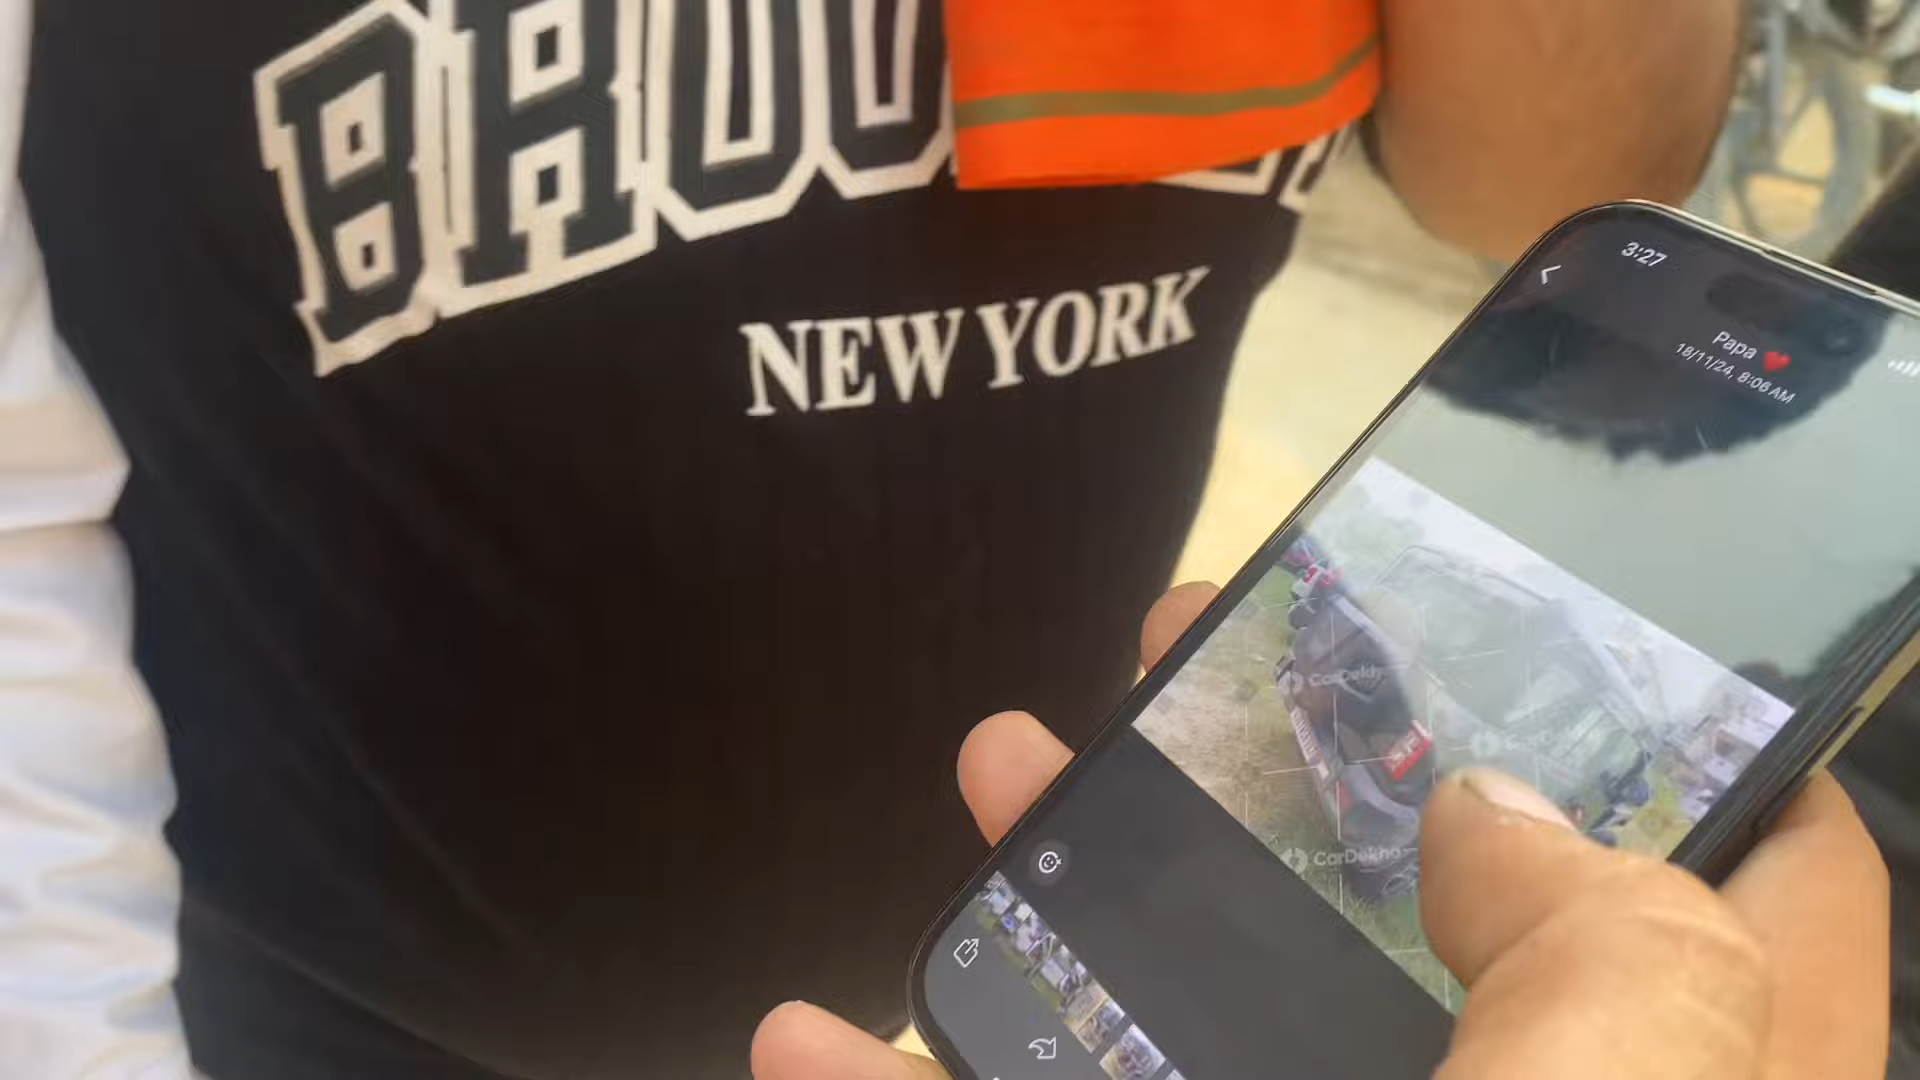 NEW YORK
3:27
Papa ❤️
18/11/24, 8:06 AM
CarDekho
CarDekho